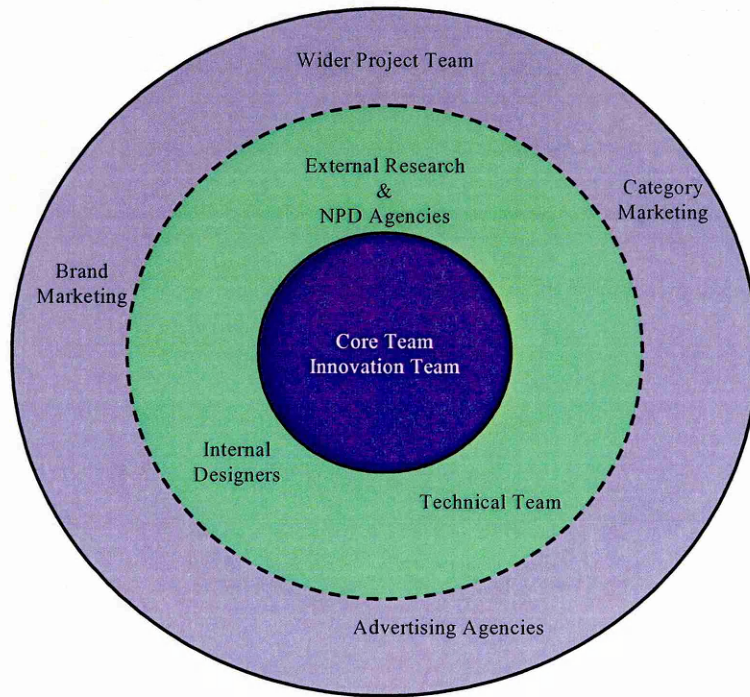 Wider Project Team
External Research
&
NPD Agencies
Category
Marketing
Brand
Marketing
Core Team
Innovation Team
Internal
Designers
Technical Team
Advertising Agencies